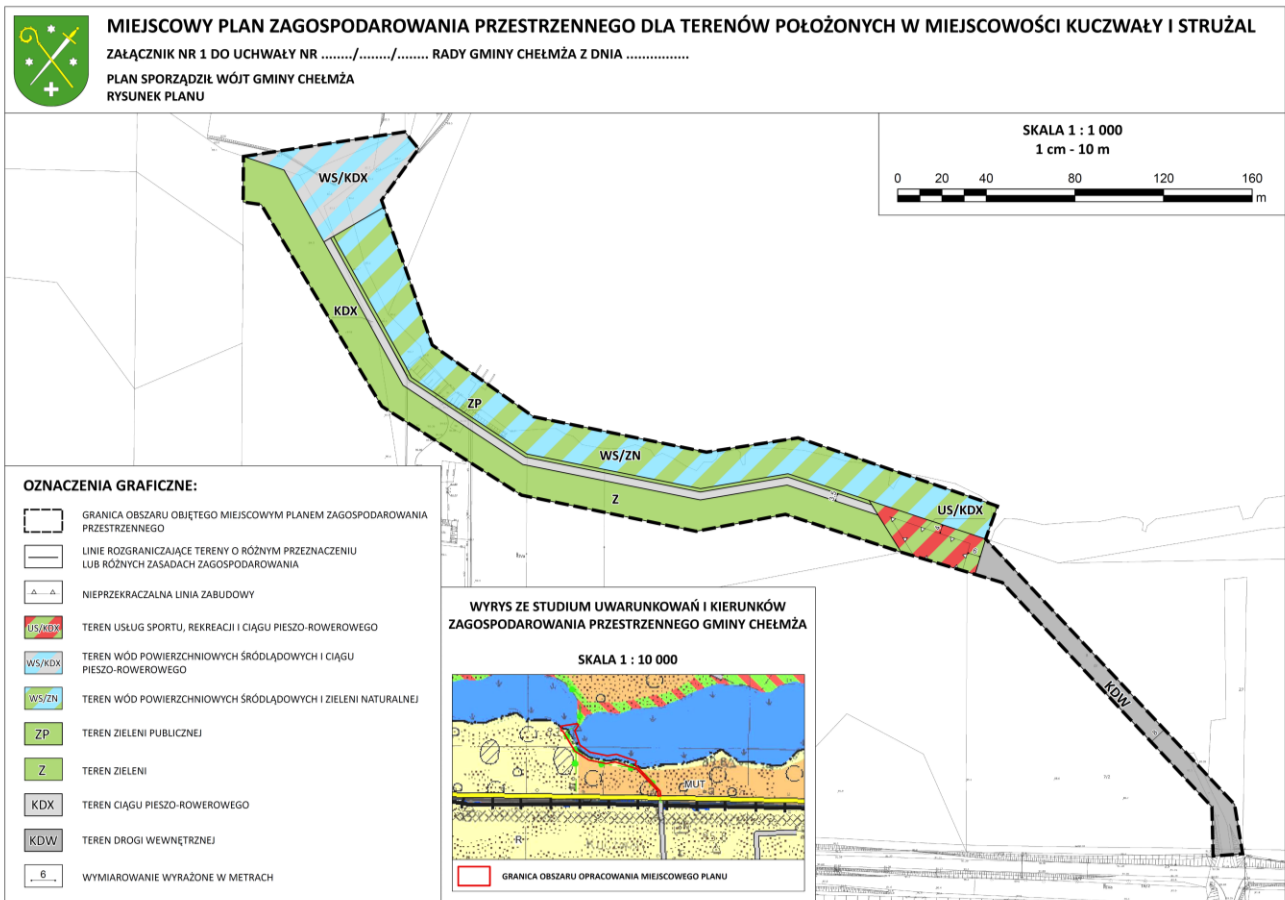 MIEJSCOWY PLAN ZAGOSPODAROWANIA PRZESTRZENNEGO DLA TERENÓW POŁOŻONYCH W MIEJSCOWOŚCI KUCZWAŁY I STRUŻAL
ZAŁĄCZNIK NR 1 DO UCHWAŁY NR ......../......../........ RADY GMINY CHEŁMŻA Z DNIA ................
PLAN SPORZĄDZIŁ WÓJT GMINY CHEŁMŻA
RYSUNEK PLANU
SKALA 1 : 1 000
1 cm - 10 m
0 20 40 80 120 160
m
WS/KDX
KDX
ZP
WS/ZN
Z
US/KDX
KDW
OZNACZENIA GRAFICZNE:
GRANICA OBSZARU OBJĘTEGO MIEJSCOWYM PLANEM ZAGOSPODAROWANIA
PRZESTRZENNEGO
LINIE ROZGRANICZAJĄCE TERENY O RÓŻNYM PRZEZNACZENIU
LUB RÓŻNYCH ZASADACH ZAGOSPODAROWANIA
NIEPRZEKRACZALNA LINIA ZABUDOWY
US/KDX TEREN USŁUG SPORTU, REKREACJI I CIĄGU PIESZO-ROWEROWEGO
WS/KDX TEREN WÓD POWIERZCHNIOWYCH ŚRÓDLĄDOWYCH I CIĄGU
PIESZO-ROWEROWEGO
WS/ZN TEREN WÓD POWIERZCHNIOWYCH ŚRÓDLĄDOWYCH I ZIELENI NATURALNEJ
ZP TEREN ZIELENI PUBLICZNEJ
Z TEREN ZIELENI
KDX TEREN CIĄGU PIESZO-ROWEROWEGO
KDW TEREN DROGI WEWNĘTRZNEJ
6 WYMIAROWANIE WYRAŻONE W METRACH
WYRYS ZE STUDIUM UWARUNKOWAŃ I KIERUNKÓW
ZAGOSPODAROWANIA PRZESTRZENNEGO GMINY CHEŁMŻA
SKALA 1 : 10 000
MUT
R
GRANICA OBSZARU OPRACOWANIA MIEJSCOWEGO PLANU